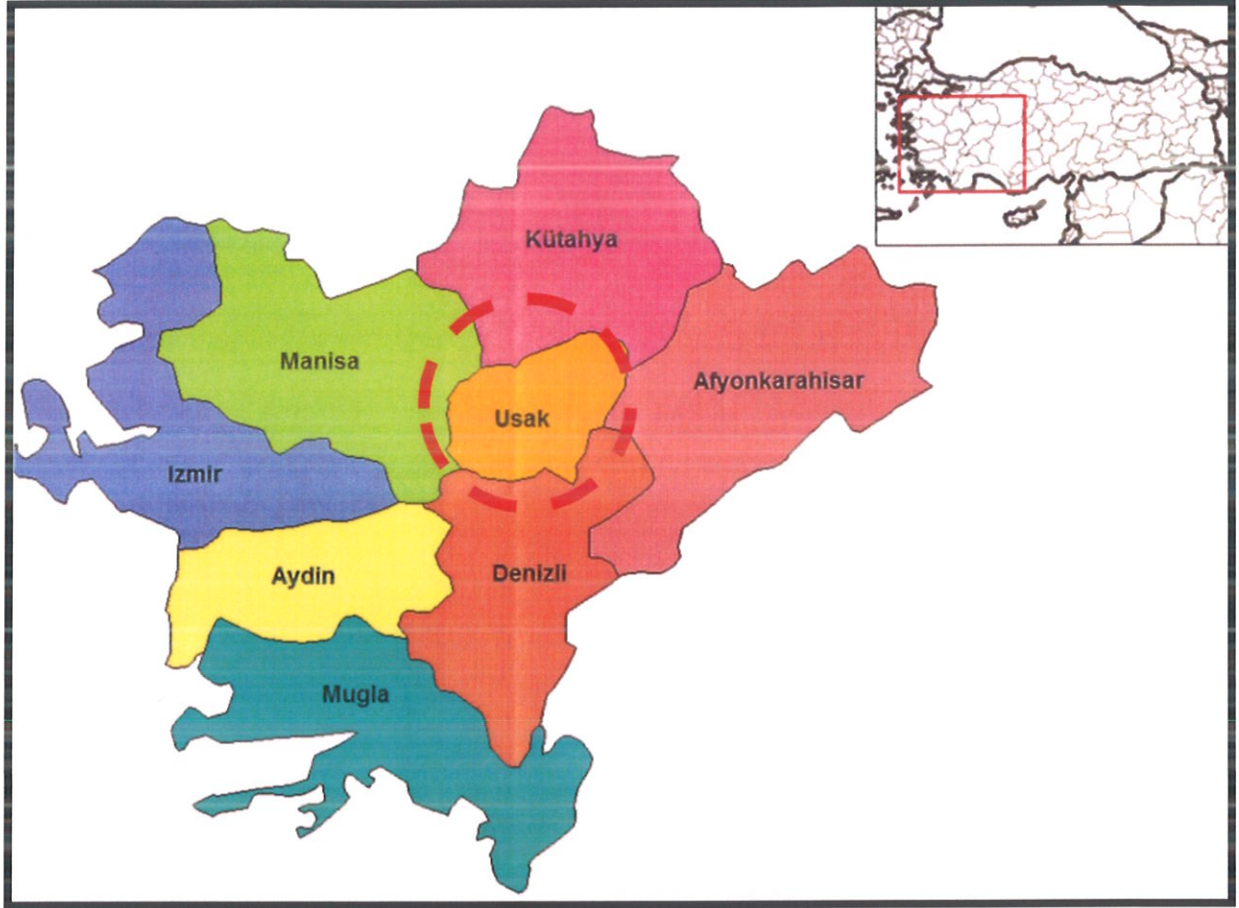 Kütahya
Manisa
Afyonkarahisar
Usak
Izmir
Aydin
Denizli
Mugla